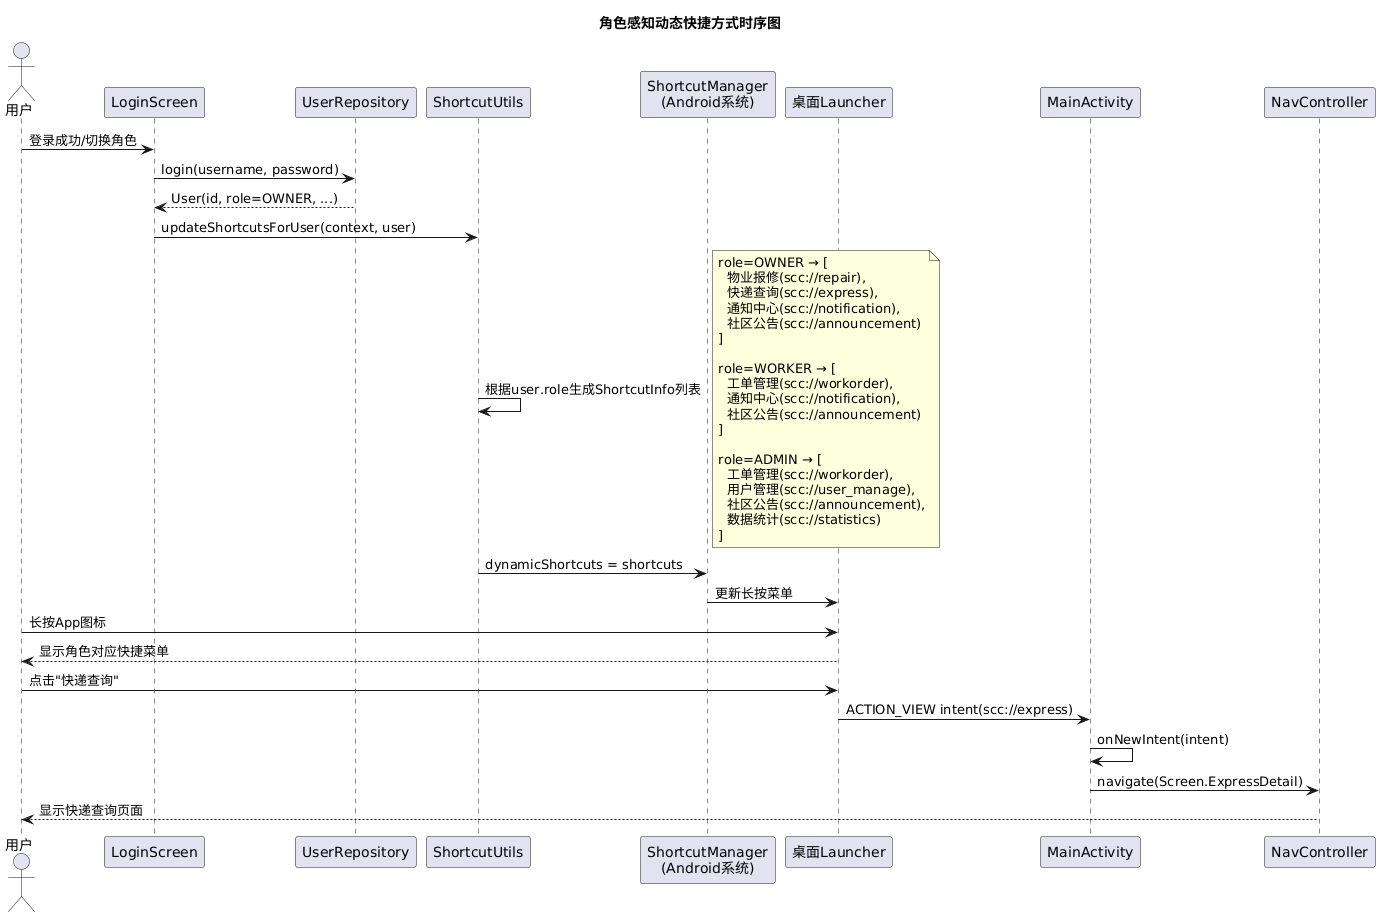 角色感知动态快捷方式时序图
用户
LoginScreen
UserRepository
ShortcutUtils
ShortcutManager
(Android系统)
桌面Launcher
MainActivity
NavController
登录成功/切换角色
login(username, password)
User(id, role=OWNER, ...)
updateShortcutsForUser(context, user)
role=OWNER → [
物业报修(scc://repair),
快递查询(scc://express),
通知中心(scc://notification),
社区公告(scc://announcement)
]
role=WORKER → [
工单管理(scc://workorder),
通知中心(scc://notification),
社区公告(scc://announcement)
]
role=ADMIN → [
工单管理(scc://workorder),
用户管理(scc://user_manage),
社区公告(scc://announcement),
数据统计(scc://statistics)
]
根据user.role生成ShortcutInfo列表
dynamicShortcuts = shortcuts
更新长按菜单
长按App图标
显示角色对应快捷菜单
点击"快递查询"
ACTION_VIEW intent(scc://express)
onNewIntent(intent)
navigate(Screen.ExpressDetail)
显示快递查询页面
用户
LoginScreen
UserRepository
ShortcutUtils
ShortcutManager
(Android系统)
桌面Launcher
MainActivity
NavController